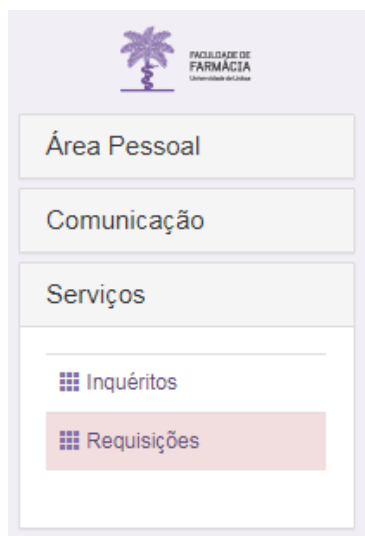 FACULDADE DE
FARMÁCIA
Universidade de Lisboa
Área Pessoal
Comunicação
Serviços
Inquéritos
Requisições